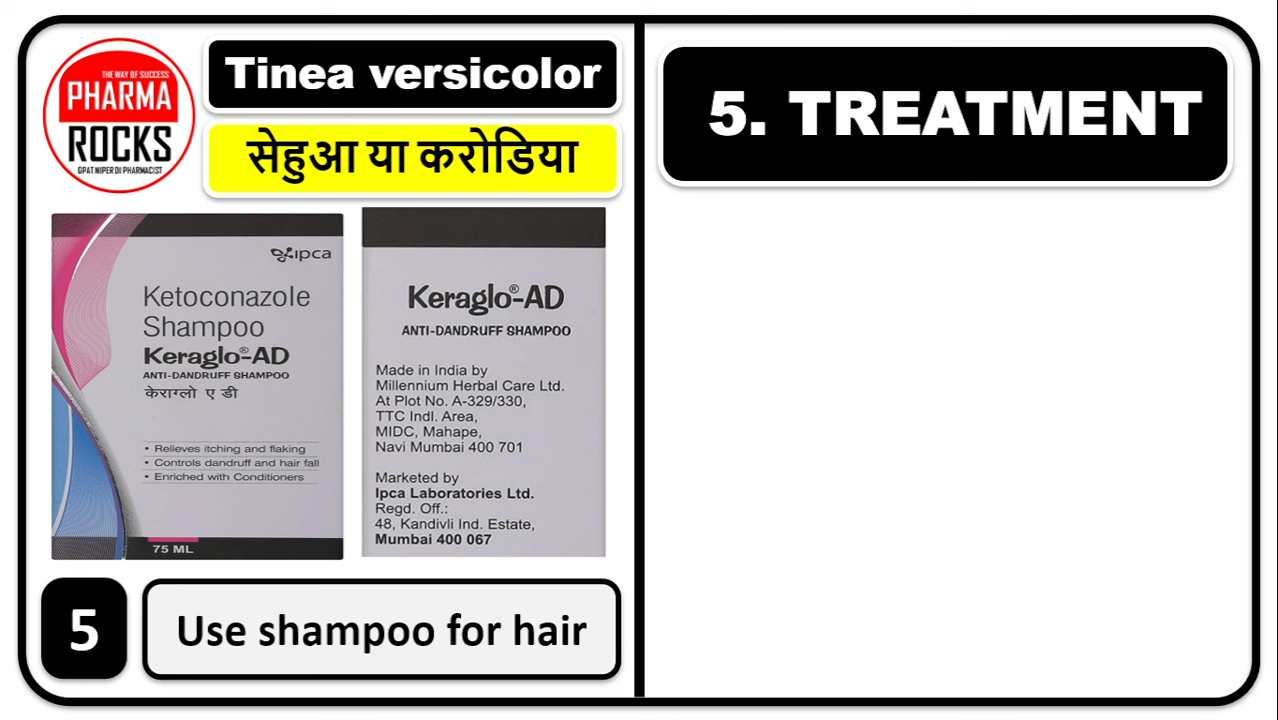 THE WAY OF SUCCESS
PHARMA
ROCKS
GPAT NIPER DI PHARMACIST
Tinea versicolor
सेहुआ या करोडिया
ipca
Ketoconazole
Shampoo
Keraglo®-AD
ANTI-DANDRUFF SHAMPOO
केराग्लो ए डी
• Relieves itching and flaking
• Controls dandruff and hair fall
• Enriched with Conditioners
75 ML
Keraglo®-AD
ANTI-DANDRUFF SHAMPOO
Made in India by
Millennium Herbal Care Ltd.
At Plot No. A-329/330,
TTC Indl. Area,
MIDC, Mahape,
Navi Mumbai 400 701
Marketed by
Ipca Laboratories Ltd.
Regd. Off.:
48, Kandivli Ind. Estate,
Mumbai 400 067
5
Use shampoo for hair
5. TREATMENT